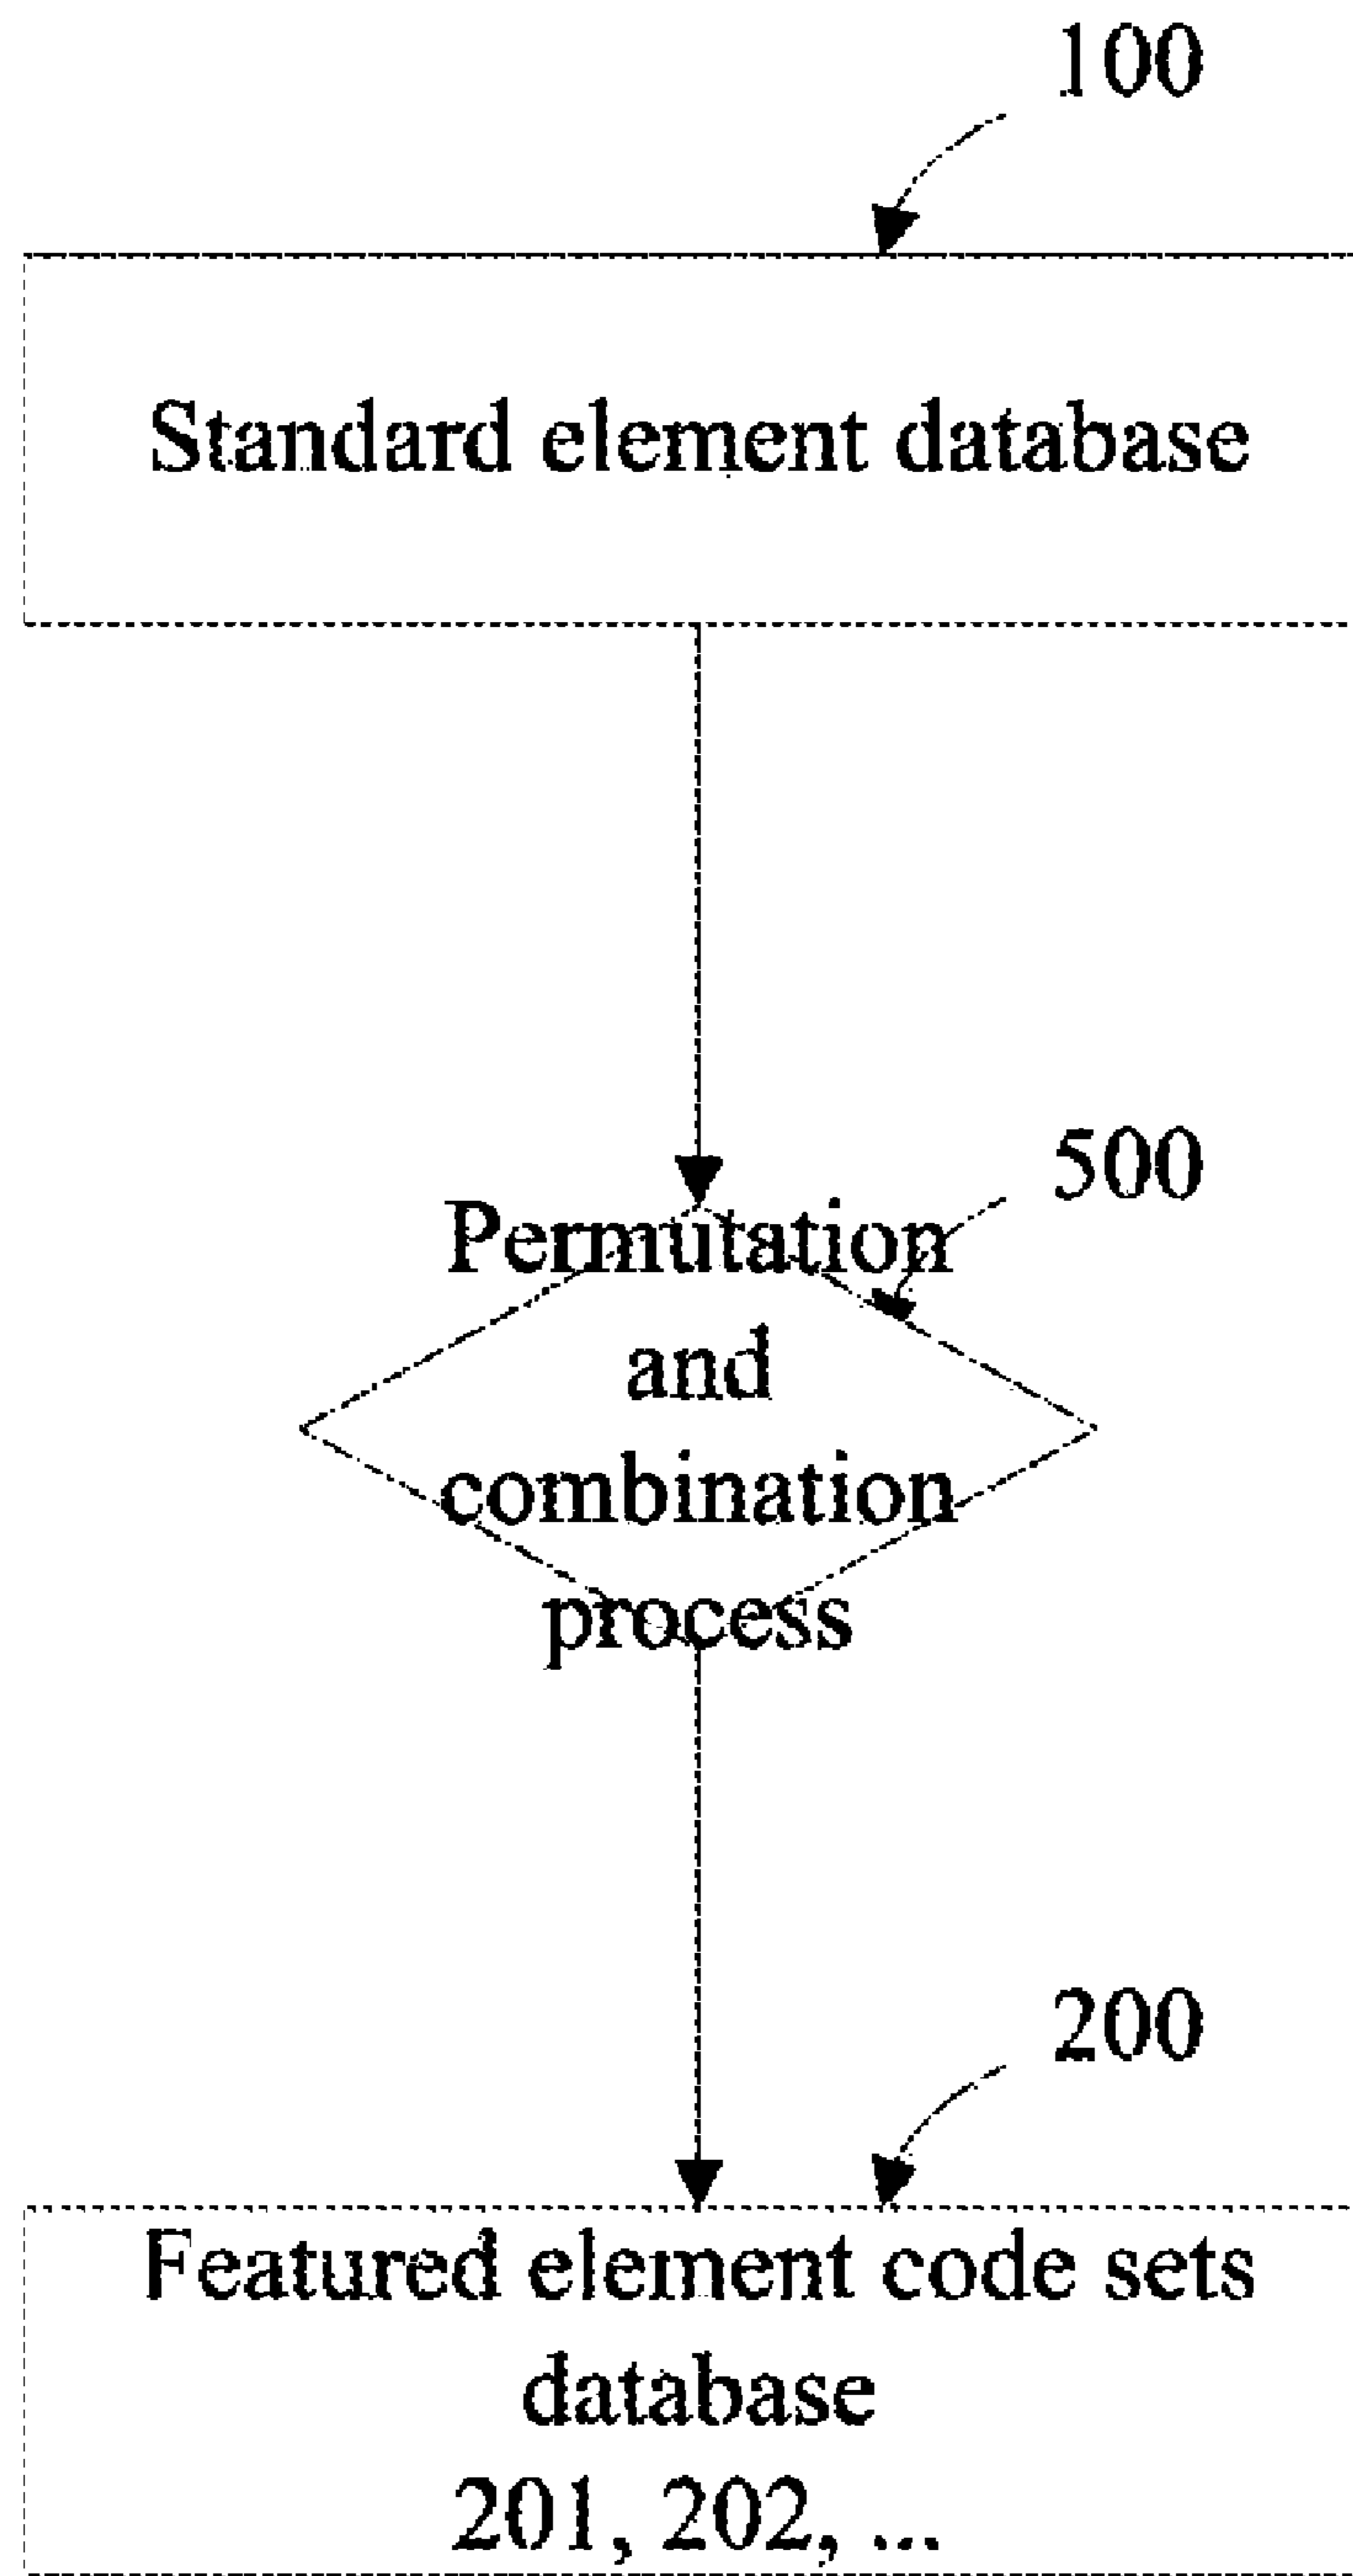 100
Standard element database
500
Permutation
and
combination
process
200
Featured element code sets
database
201, 202, ...